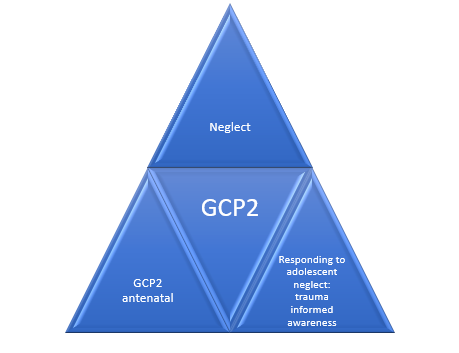 Neglect
GCP2
GCP2
antenatal
Responding to
adolescent
neglect:
trauma
informed
awareness